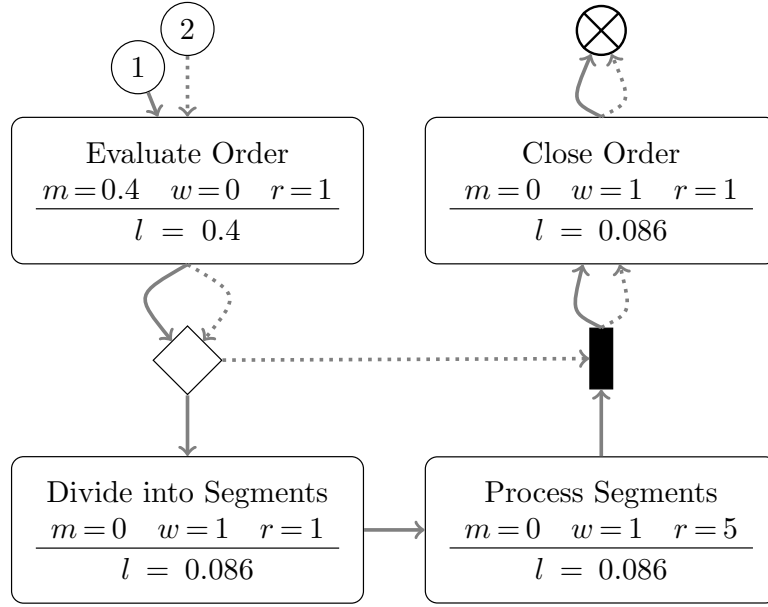 1
2
Evaluate Order
m=0.4 w=0 r=1
l = 0.4
Close Order
m=0 w=1 r=1
l = 0.086
Divide into Segments
m=0 w=1 r=1
l = 0.086
Process Segments
m=0 w=1 r=5
l = 0.086